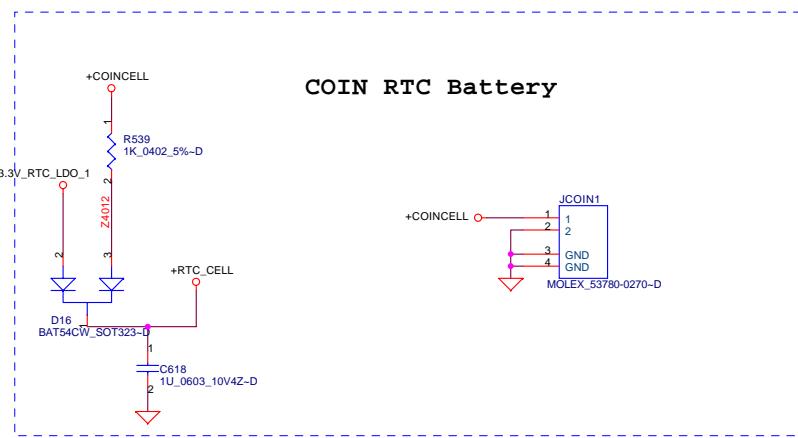 +COINCELL
COIN RTC Battery
1
R539
1K_0402_5%~D
2
3.3V_RTC_LDO_1
Z4012
JCOIN1
+COINCELL
1 1
2 2
3 GND
4 GND
MOLEX_53780-0270~D
2
3
+RTC_CELL
D16
BAT54CW_SOT323~D
1
1
C618
1U_0603_10V4Z~D
2